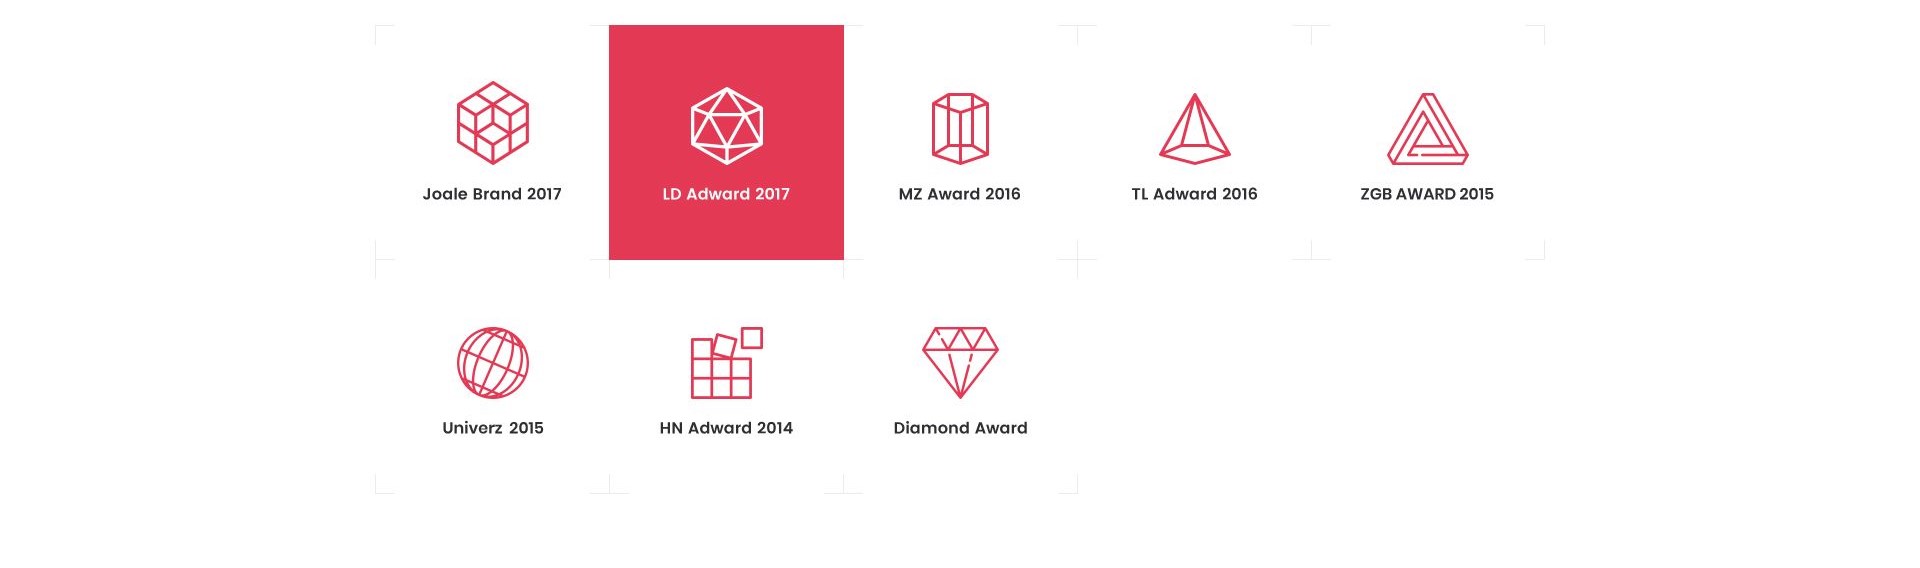 Joale Brand 2017
LD Adward 2017
MZ Award 2016
TL Adward 2016
ZGB AWARD 2015
Univerz 2015
HN Adward 2014
Diamond Award